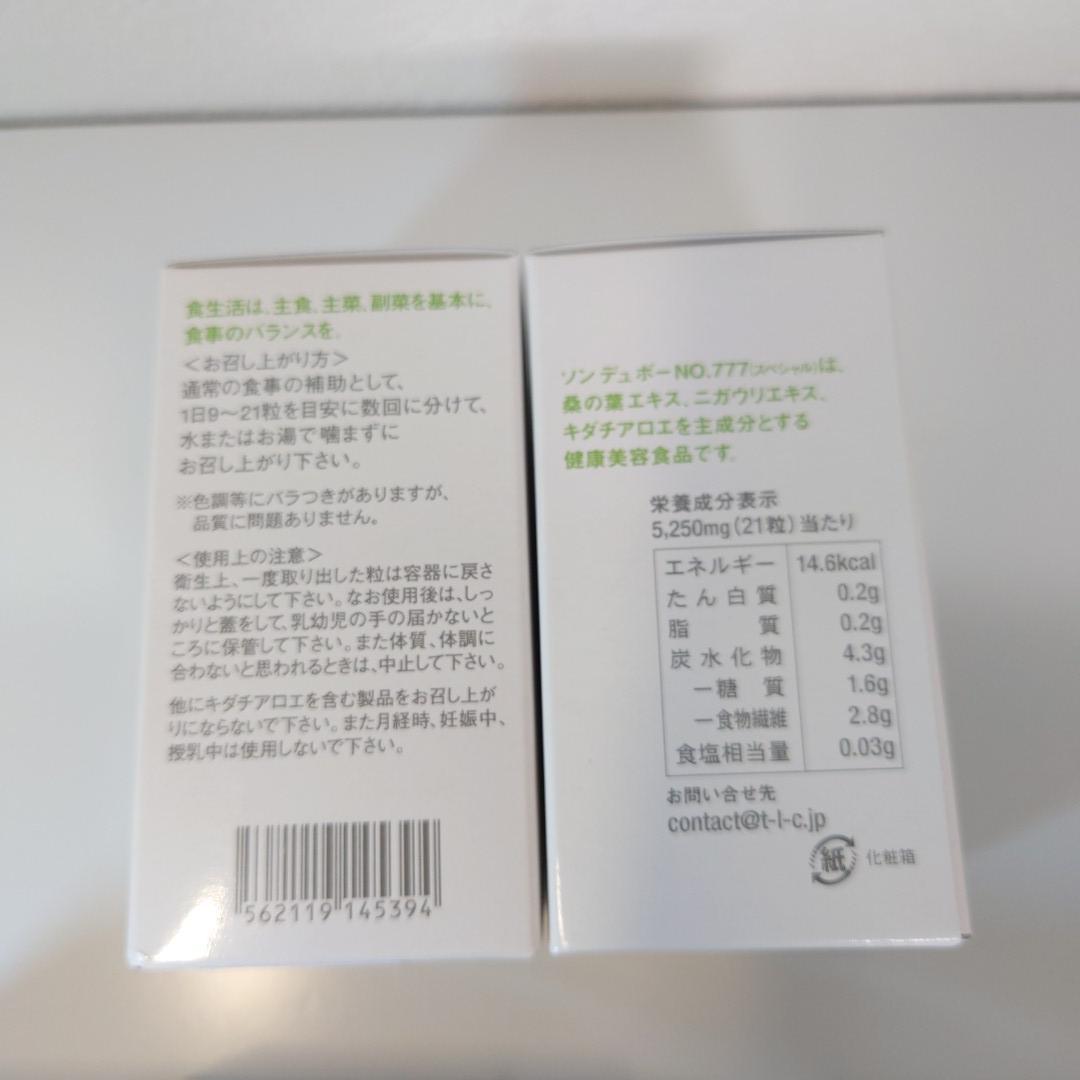 食生活は、主食、主菜、副菜を基本に、
食事のバランスを。
＜お召し上がり方＞
通常の食事の補助として、
1日9〜21粒を目安に数回に分けて、
水またはお湯で噛まずに
お召し上がり下さい。
※色調等にバラつきがありますが、
品質に問題ありません。
＜使用上の注意＞
衛生上、一度取り出した粒は容器に戻さ
ないようにして下さい。なお使用後は、しっ
かりと蓋をして、乳幼児の手の届かないと
ころに保管して下さい。また体質、体調に
合わないと思われるときは、中止して下さい。
他にキダチアロエを含む製品をお召し上が
りにならないで下さい。また月経時、妊娠中、
授乳中は使用しないで下さい。
562119 145394
ソンデュボーNO.777(スペシャル)は、
桑の葉エキス、ニガウリエキス、
キダチアロエを主成分とする
健康美容食品です。
栄養成分表示
5,250mg(21粒)当たり
エネルギー 14.6kcal
たん白質 0.2g
脂質 0.2g
炭水化物 4.3g
ー糖質 1.6g
ー食物繊維 2.8g
食塩相当量 0.03g
お問い合せ先
contact@t-l-c.jp
紙 化粧箱